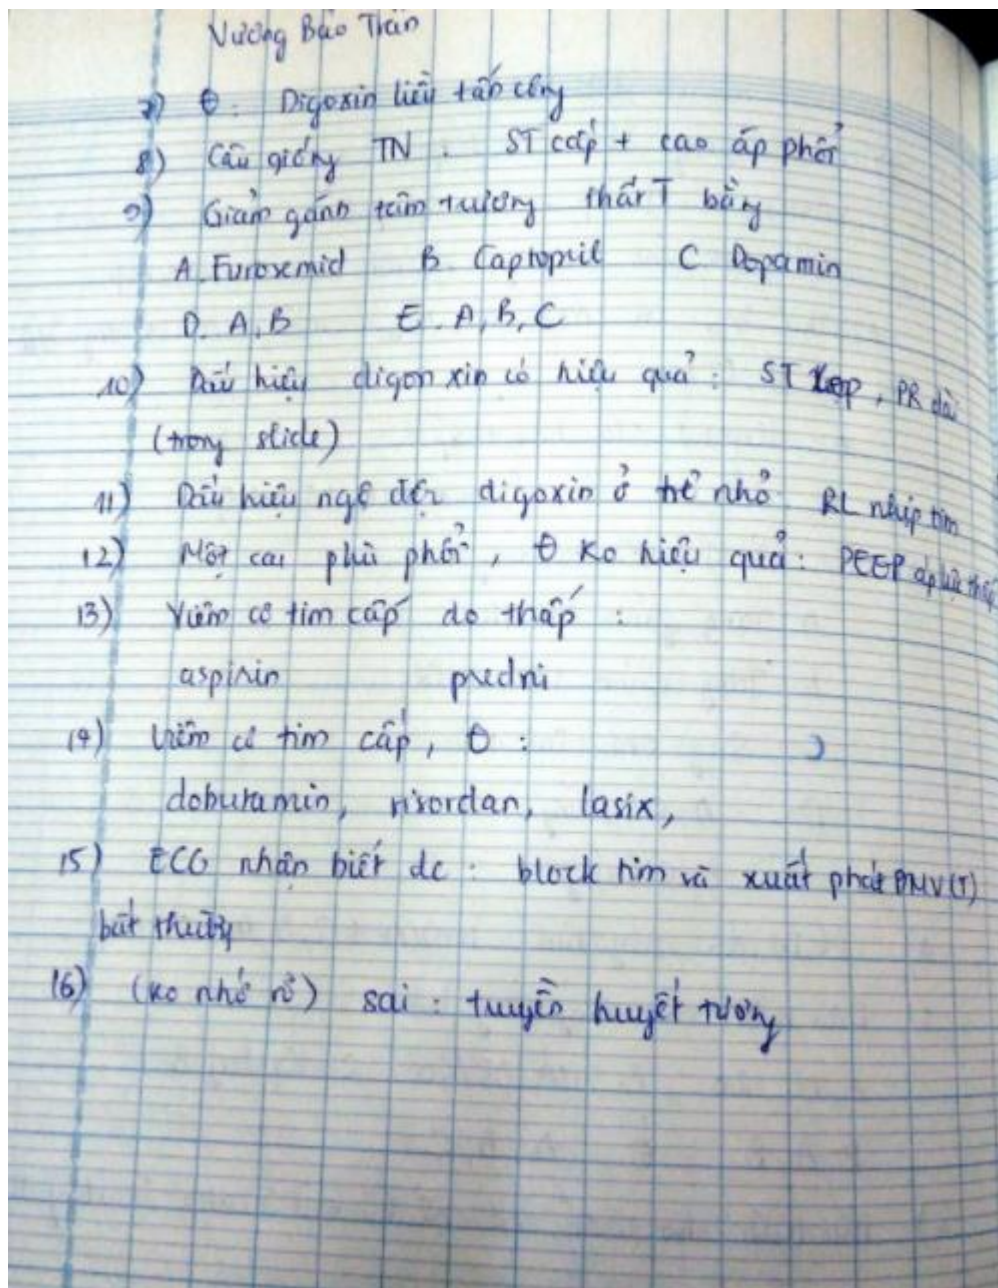 Vương Bảo Trân
7) θ : Digoxin liều tấn công
8) Câu giống TN . ST cấp + cao áp phổi
9) Giảm gánh tâm trương thất T bằng
A. Furosemid B. Captopril C. Dopamin
D. A, B E. A, B, C
10) Dấu hiệu digonxin có hiệu quả : ST , PR dài
(trong slide)
11) Dấu hiệu ngộ độc digoxin ở trẻ nhỏ RL nhịp tim
12) Một ca phù phổi, θ ko hiệu quả : PEEP áp lực thấp
13) Viêm cơ tim cấp do thấp :
aspirin predni
14) Viêm cơ tim cấp, θ :
dobutamin, risordan, lasix,
15) ECG nhận biết dc : block tim và xuất phát ĐMV(T)
bất thường
16) (ko nhớ rõ) sai : truyền huyết tương